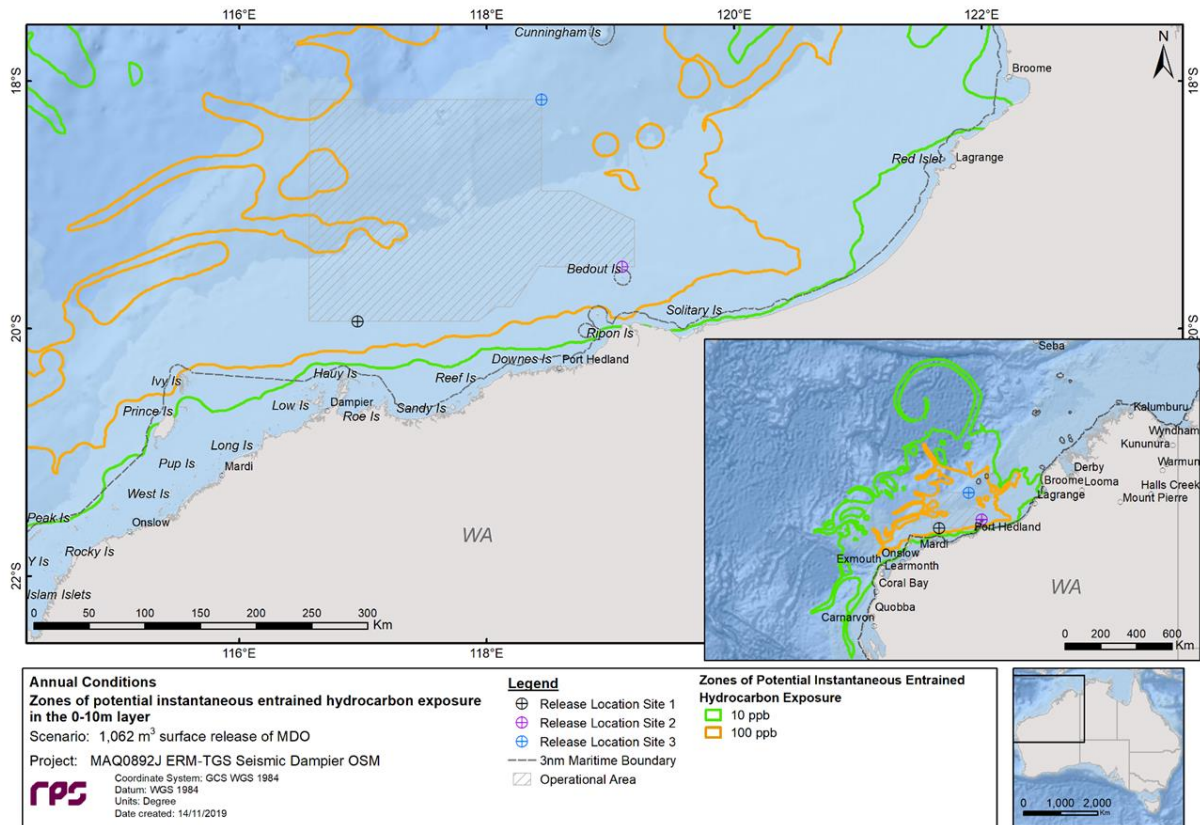 116°E
118°E
120°E
122°E
Cunningham Is
N
Broome
18°S
18°S
Red Islet
Lagrange
Bedout Is
Solitary Is
20°S
20°S
Ripon Is
Downes Is
Port Hedland
Ivy Is
Hauy Is
Reef Is
Prince Is
Low Is
Dampier
Roe Is
Sandy Is
Long Is
Pup Is
Mardi
West Is
Peak Is
Onslow
WA
Y Is
Rocky Is
22°S
Islam Islets
0 50 100 150 200 250 300
Km
116°E
118°E
Seba
Kalumburu
Wyndham
Kununurra
Warmun
Derby
Broome
Looma
Halls Creek
Lagrange
Mount Pierre
Port Hedland
Mardi
Exmouth
Onslow
Learmonth
Coral Bay
WA
Quobba
Carnarvon
0 200 400 600
Km
Annual Conditions
Zones of potential instantaneous entrained hydrocarbon exposure
in the 0-10m layer
Scenario: 1,062 m³ surface release of MDO
Project: MAQ0892J ERM-TGS Seismic Dampier OSM
rps
Coordinate System: GCS WGS 1984
Datum: WGS 1984
Units: Degree
Date created: 14/11/2019
Legend
Release Location Site 1
Release Location Site 2
Release Location Site 3
3nm Maritime Boundary
Operational Area
Zones of Potential Instantaneous Entrained
Hydrocarbon Exposure
10 ppb
100 ppb
0 1,000 2,000
Km